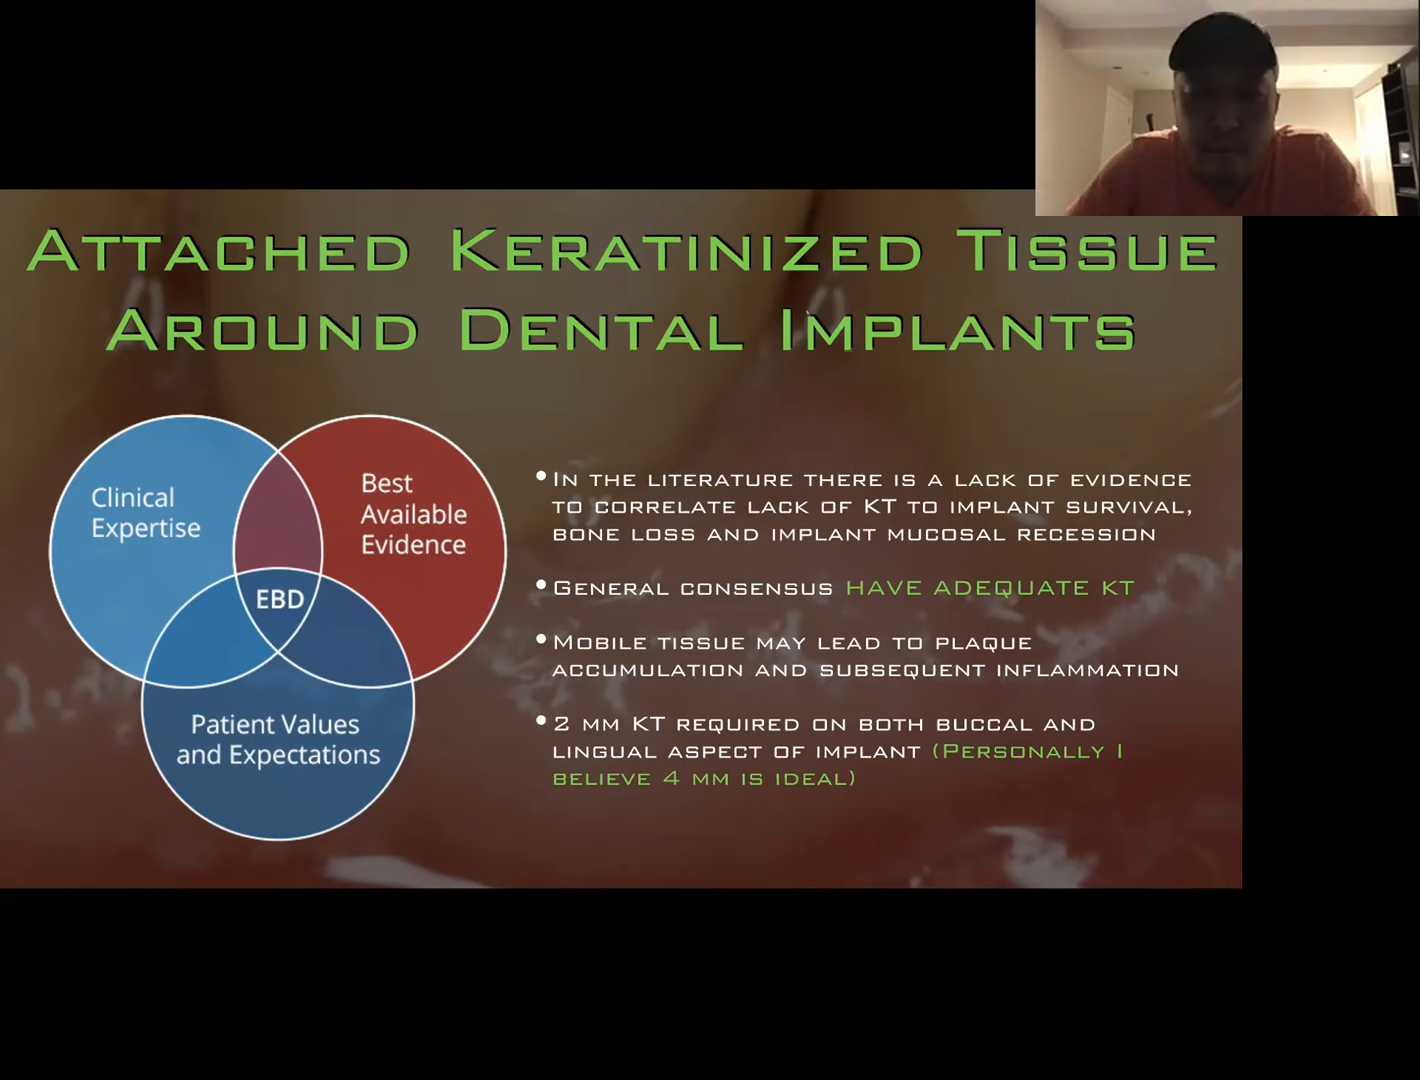 Attached Keratinized Tissue
Around Dental Implants
Clinical
Expertise
Best
Available
Evidence
EBD
Patient Values
and Expectations
• In the literature there is a lack of evidence
to correlate lack of KT to implant survival,
bone loss and implant mucosal recession
• General consensus have adequate KT
• Mobile tissue may lead to plaque
accumulation and subsequent inflammation
• 2 mm KT required on both buccal and
lingual aspect of implant (Personally I
believe 4 mm is ideal)